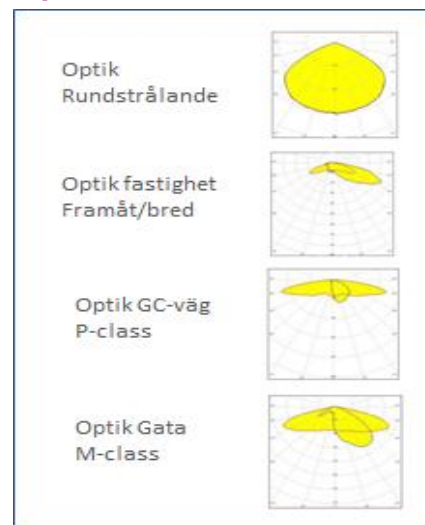 Optik
Rundstrålande
Optik fastighet
Framåt/bred
Optik GC-väg
P-class
Optik Gata
M-class